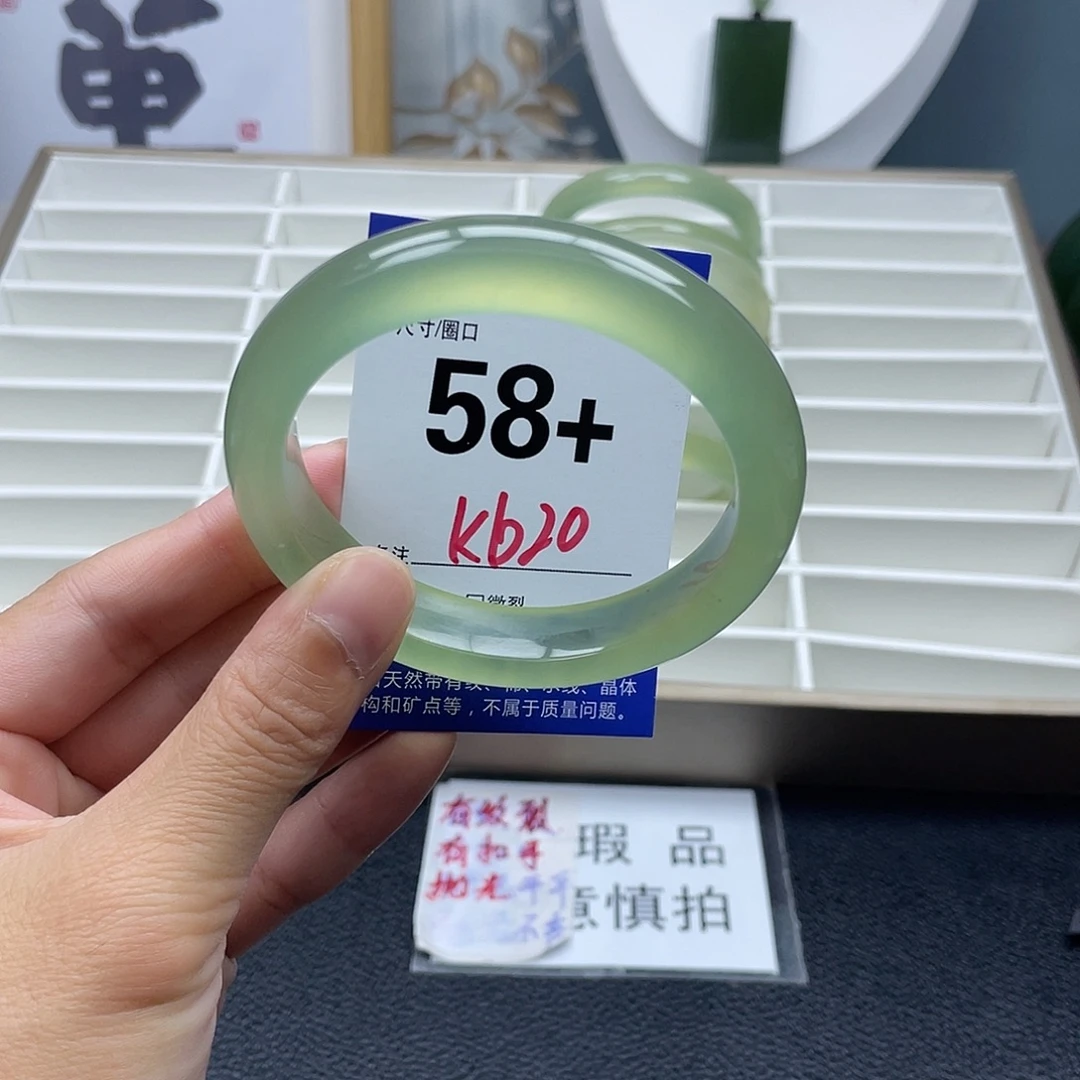 尺寸/圈口
58+
kb20
备注
微裂
天然带有纹、棉、水线、晶体
构和矿点等，不属于质量问题。
有纹裂
有扣手
抛光
瑕 品
慎拍